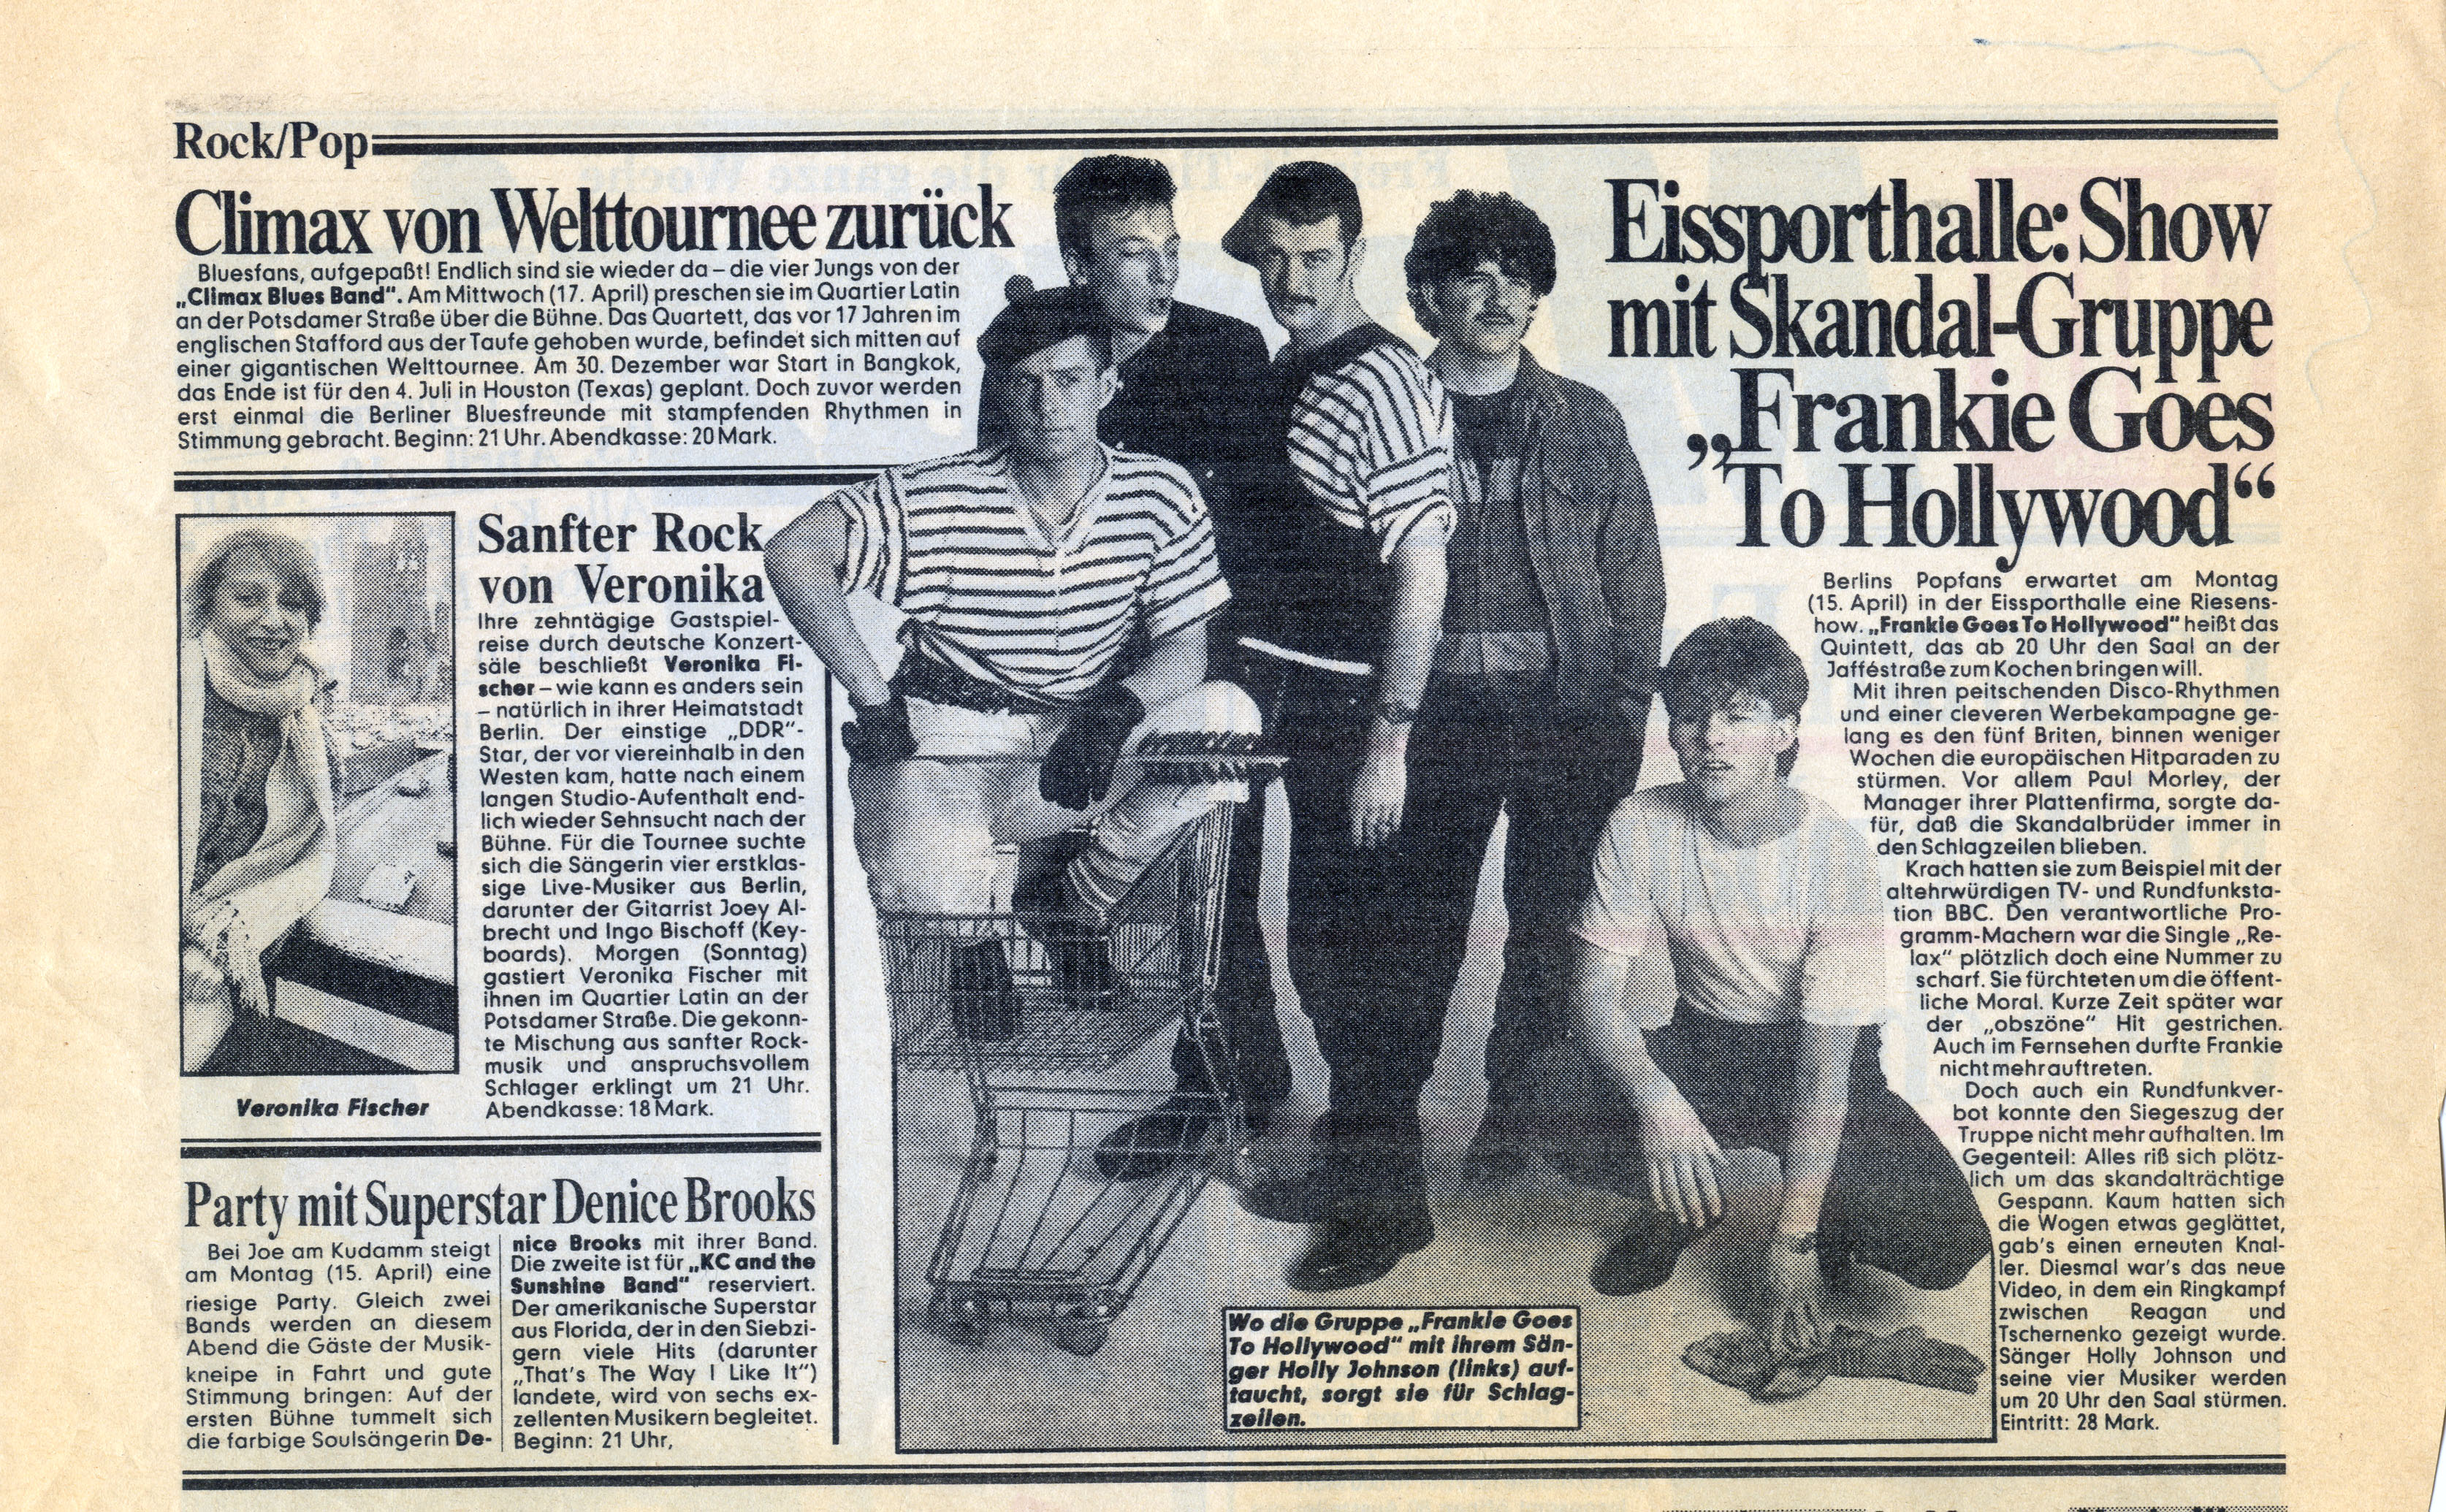 Rock/Pop
Climax von Welttournee zurück
Bluesfans, aufgepaßt! Endlich sind sie wieder da – die vier Jungs von der
„Climax Blues Band“. Am Mittwoch (17. April) preschen sie im Quartier Latin
an der Potsdamer Straße über die Bühne. Das Quartett, das vor 17 Jahren im
englischen Stafford aus der Taufe gehoben wurde, befindet sich mitten auf
einer gigantischen Welttournee. Am 30. Dezember war Start in Bangkok,
das Ende ist für den 4. Juli in Houston (Texas) geplant. Doch zuvor werden
erst einmal die Berliner Bluesfreunde mit stampfenden Rhythmen in
Stimmung gebracht. Beginn: 21 Uhr. Abendkasse: 20 Mark.
Sanfter Rock
von Veronika
Ihre zehntägige Gastspiel-
reise durch deutsche Konzert-
säle beschließt Veronika Fi-
scher – wie kann es anders sein
– natürlich in ihrer Heimatstadt
Berlin. Der einstige „DDR“-
Star, der vor viereinhalb in den
Westen kam, hatte nach einem
langen Studio-Aufenthalt end-
lich wieder Sehnsucht nach der
Bühne. Für die Tournee suchte
sich die Sängerin vier erstklas-
sige Live-Musiker aus Berlin,
darunter der Gitarrist Joey Al-
brecht und Ingo Bischoff (Key-
boards). Morgen (Sonntag)
gastiert Veronika Fischer mit
ihnen im Quartier Latin an der
Potsdamer Straße. Die gekonn-
te Mischung aus sanfter Rock-
musik und anspruchsvollem
Schlager erklingt um 21 Uhr.
Abendkasse: 18 Mark.
Veronika Fischer
Party mit Superstar Denice Brooks
Bei Joe am Kudamm steigt
am Montag (15. April) eine
riesige Party. Gleich zwei
Bands werden an diesem
Abend die Gäste der Musik-
kneipe in Fahrt und gute
Stimmung bringen: Auf der
ersten Bühne tummelt sich
die farbige Soulsängerin De-
nice Brooks mit ihrer Band.
Die zweite ist für „KC and the
Sunshine Band“ reserviert.
Der amerikanische Superstar
aus Florida, der in den Siebzi-
gern viele Hits (darunter
„That's The Way I Like It“)
landete, wird von sechs ex-
zellenten Musikern begleitet.
Beginn: 21 Uhr,
Eissporthalle: Show
mit Skandal-Gruppe
„Frankie Goes
To Hollywood“
Berlins Popfans erwartet am Montag
(15. April) in der Eissporthalle eine Riesens-
how. „Frankie Goes To Hollywood“ heißt das
Quintett, das ab 20 Uhr den Saal an der
Jafféstraße zum Kochen bringen will.
Mit ihren peitschenden Disco-Rhythmen
und einer cleveren Werbekampagne ge-
lang es den fünf Briten, binnen weniger
Wochen die europäischen Hitparaden zu
stürmen. Vor allem Paul Morley, der
Manager ihrer Plattenfirma, sorgte da-
für, daß die Skandalbrüder immer in
den Schlagzeilen blieben.
Krach hatten sie zum Beispiel mit der
altehrwürdigen TV- und Rundfunksta-
tion BBC. Den verantwortliche Pro-
gramm-Machern war die Single „Re-
lax“ plötzlich doch eine Nummer zu
scharf. Sie fürchteten um die öffent-
liche Moral. Kurze Zeit später war
der „obszöne“ Hit gestrichen.
Auch im Fernsehen durfte Frankie
nicht mehr auftreten.
Doch auch ein Rundfunkver-
bot konnte den Siegeszug der
Truppe nicht mehr aufhalten. Im
Gegenteil: Alles riß sich plötz-
lich um das skandalträchtige
Gespann. Kaum hatten sich
die Wogen etwas geglättet,
gab's einen erneuten Knal-
ler. Diesmal war's das neue
Video, in dem ein Ringkampf
zwischen Reagan und
Tschernenko gezeigt wurde.
Sänger Holly Johnson und
seine vier Musiker werden
um 20 Uhr den Saal stürmen.
Eintritt: 28 Mark.
Wo die Gruppe „Frankie Goes
To Hollywood“ mit ihrem Sän-
ger Holly Johnson (links) auf-
taucht, sorgt sie für Schlag-
zeilen.